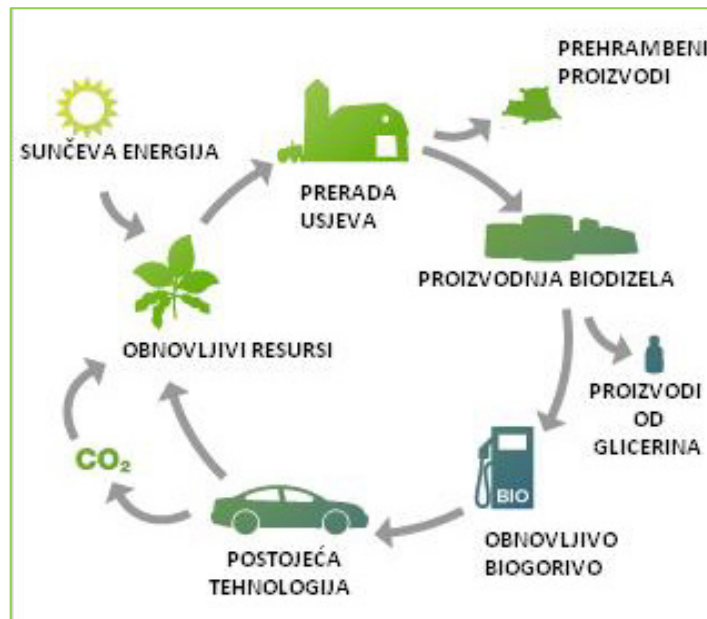 PREHRAMBENI
PROIZVODI
SUNČEVA ENERGIJA
PRERADA
USJEVA
PROIZVODNJA BIODIZELA
OBNOVLJIVI RESURSI
PROIZVODI
OD
GLICERINA
CO₂
BIO
OBNOVLJIVO
BIOGORIVO
POSTOJEĆA
TEHNOLOGIJA